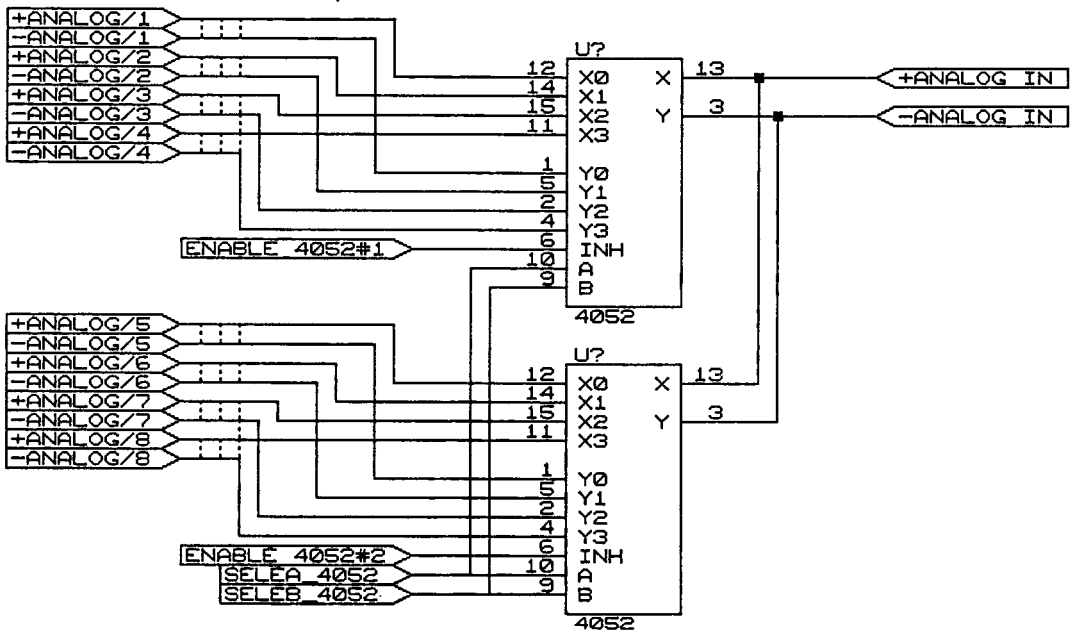 +ANALOG/1
-ANALOG/1
+ANALOG/2
-ANALOG/2
+ANALOG/3
-ANALOG/3
+ANALOG/4
-ANALOG/4
ENABLE 4052#1
U?
12 X0 X 13
14 X1
15 X2 Y 3
11 X3
1 Y0
5 Y1
2 Y2
4 Y3
6 INH
10 A
9 B
4052
+ANALOG IN
-ANALOG IN
+ANALOG/5
-ANALOG/5
+ANALOG/6
-ANALOG/6
+ANALOG/7
-ANALOG/7
+ANALOG/8
-ANALOG/8
ENABLE 4052#2
SELEA_4052
SELEB_4052
U?
12 X0 X 13
14 X1
15 X2 Y 3
11 X3
1 Y0
5 Y1
2 Y2
4 Y3
6 INH
10 A
9 B
4052